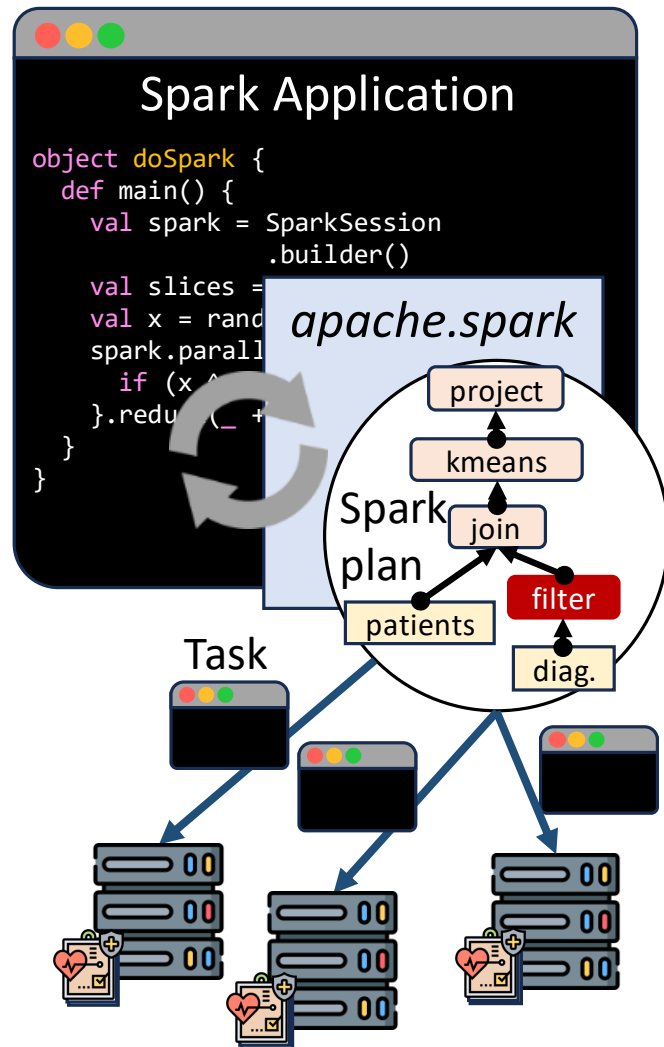 Spark Application
object doSpark {
def main() {
val spark = SparkSession
.builder()
val slices =
val x = rand
spark.parall
if (x ^
}.reduc(_ +
}
}
apache.spark
project
kmeans
Spark
plan
join
filter
patients
diag.
Task